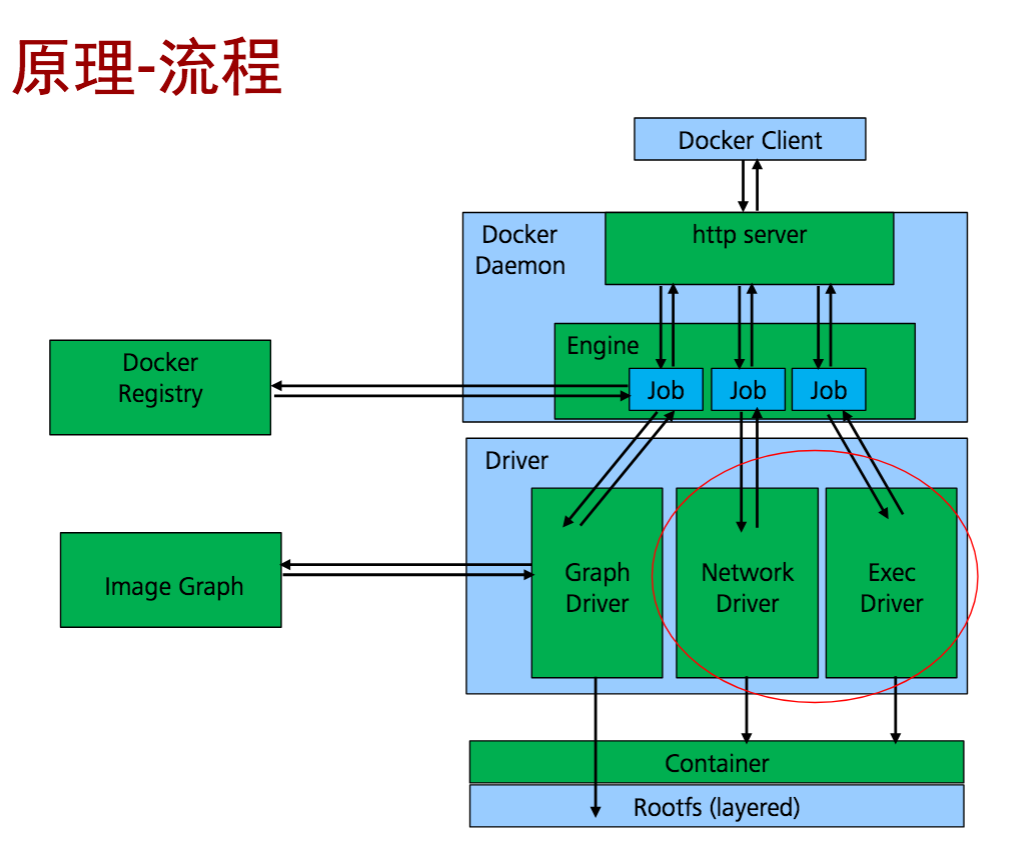 原理-流程
Docker Client
Docker
Daemon
http server
Engine
Job
Job
Job
Docker
Registry
Driver
Image Graph
Graph
Driver
Network
Driver
Exec
Driver
Container
Rootfs (layered)